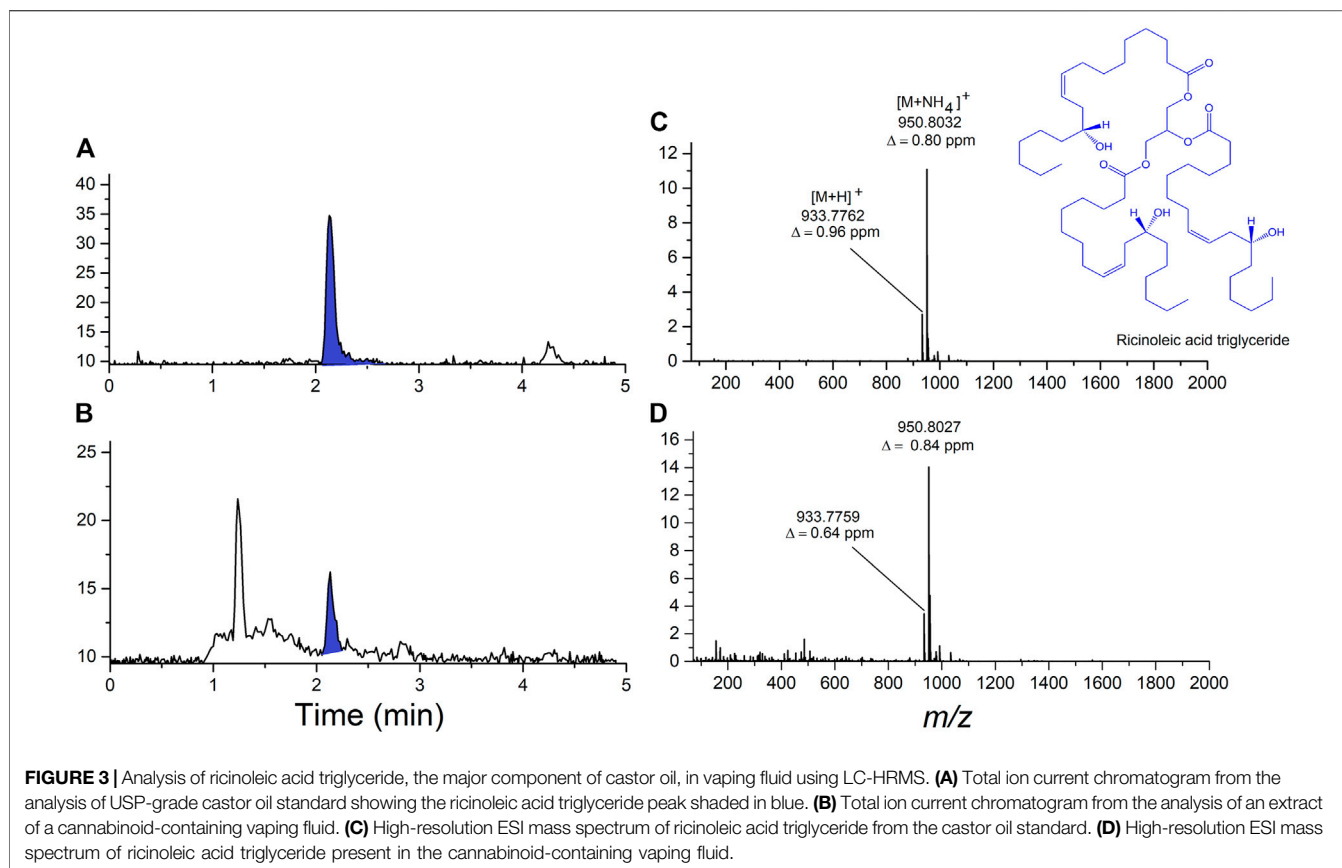 A
40
35
30
25
20
15
10
0 1 2 3 4 5
B
25
20
15
10
0 1 2 3 4 5
Time (min)
C
12
10
8
6
4
2
0
200 400 600 800 1000 1200 1400 1600 1800 2000
[M+NH4]+
950.8032
Δ = 0.80 ppm
[M+H]+
933.7762
Δ = 0.96 ppm
O
O
O
O
O
O
H
OH
H
OH
H
OH
Ricinoleic acid triglyceride
D
16
14
12
10
8
6
4
2
0
200 400 600 800 1000 1200 1400 1600 1800 2000
950.8027
Δ = 0.84 ppm
933.7759
Δ = 0.64 ppm
m/z
FIGURE 3 | Analysis of ricinoleic acid triglyceride, the major component of castor oil, in vaping fluid using LC-HRMS. (A) Total ion current chromatogram from the
analysis of USP-grade castor oil standard showing the ricinoleic acid triglyceride peak shaded in blue. (B) Total ion current chromatogram from the analysis of an extract
of a cannabinoid-containing vaping fluid. (C) High-resolution ESI mass spectrum of ricinoleic acid triglyceride from the castor oil standard. (D) High-resolution ESI mass
spectrum of ricinoleic acid triglyceride present in the cannabinoid-containing vaping fluid.